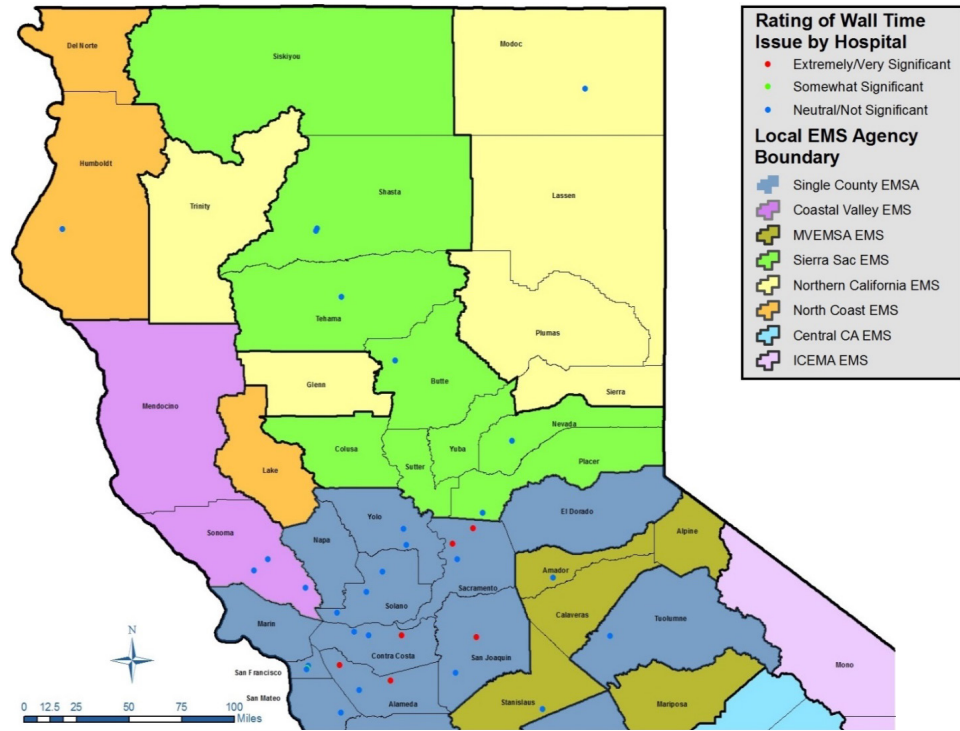 Del Norte
Siskiyou
Modoc
Humboldt
Trinity
Shasta
Lassen
Tehama
Plumas
Glenn
Butte
Sierra
Mendocino
Lake
Colusa
Sutter
Yuba
Nevada
Placer
Sonoma
Napa
Yolo
El Dorado
Alpine
Sacramento
Amador
Solano
Calaveras
Marin
Tuolumne
Contra Costa
San Joaquin
Mono
San Francisco
San Mateo
Alameda
Stanislaus
Mariposa
N
0 12.5 25 50 75 100
Miles
Rating of Wall Time
Issue by Hospital
Extremely/Very Significant
Somewhat Significant
Neutral/Not Significant
Local EMS Agency
Boundary
Single County EMSA
Coastal Valley EMS
MVEMSA EMS
Sierra Sac EMS
Northern California EMS
North Coast EMS
Central CA EMS
ICEMA EMS